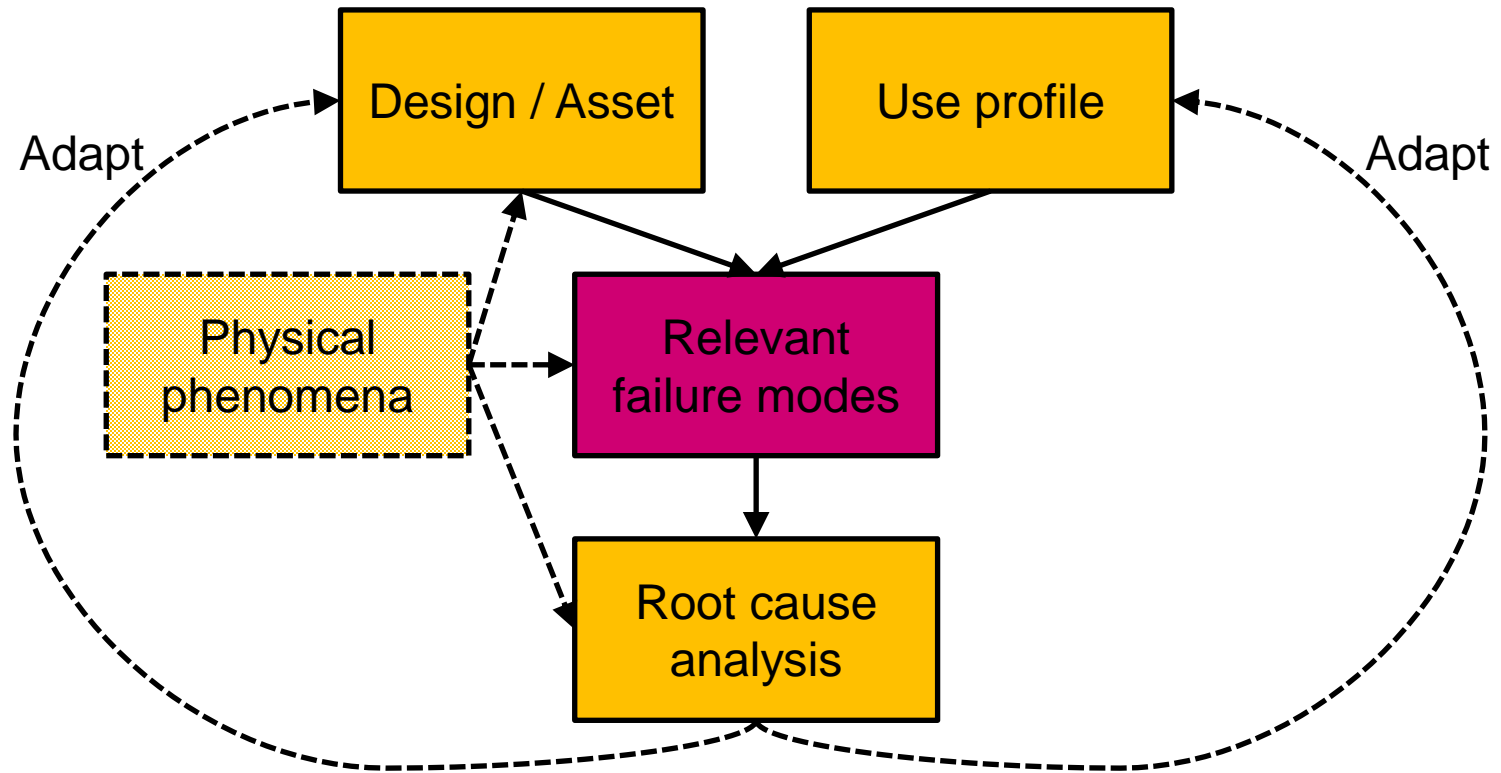 Design / Asset
Use profile
Adapt
Adapt
Physical
phenomena
Relevant
failure modes
Root cause
analysis